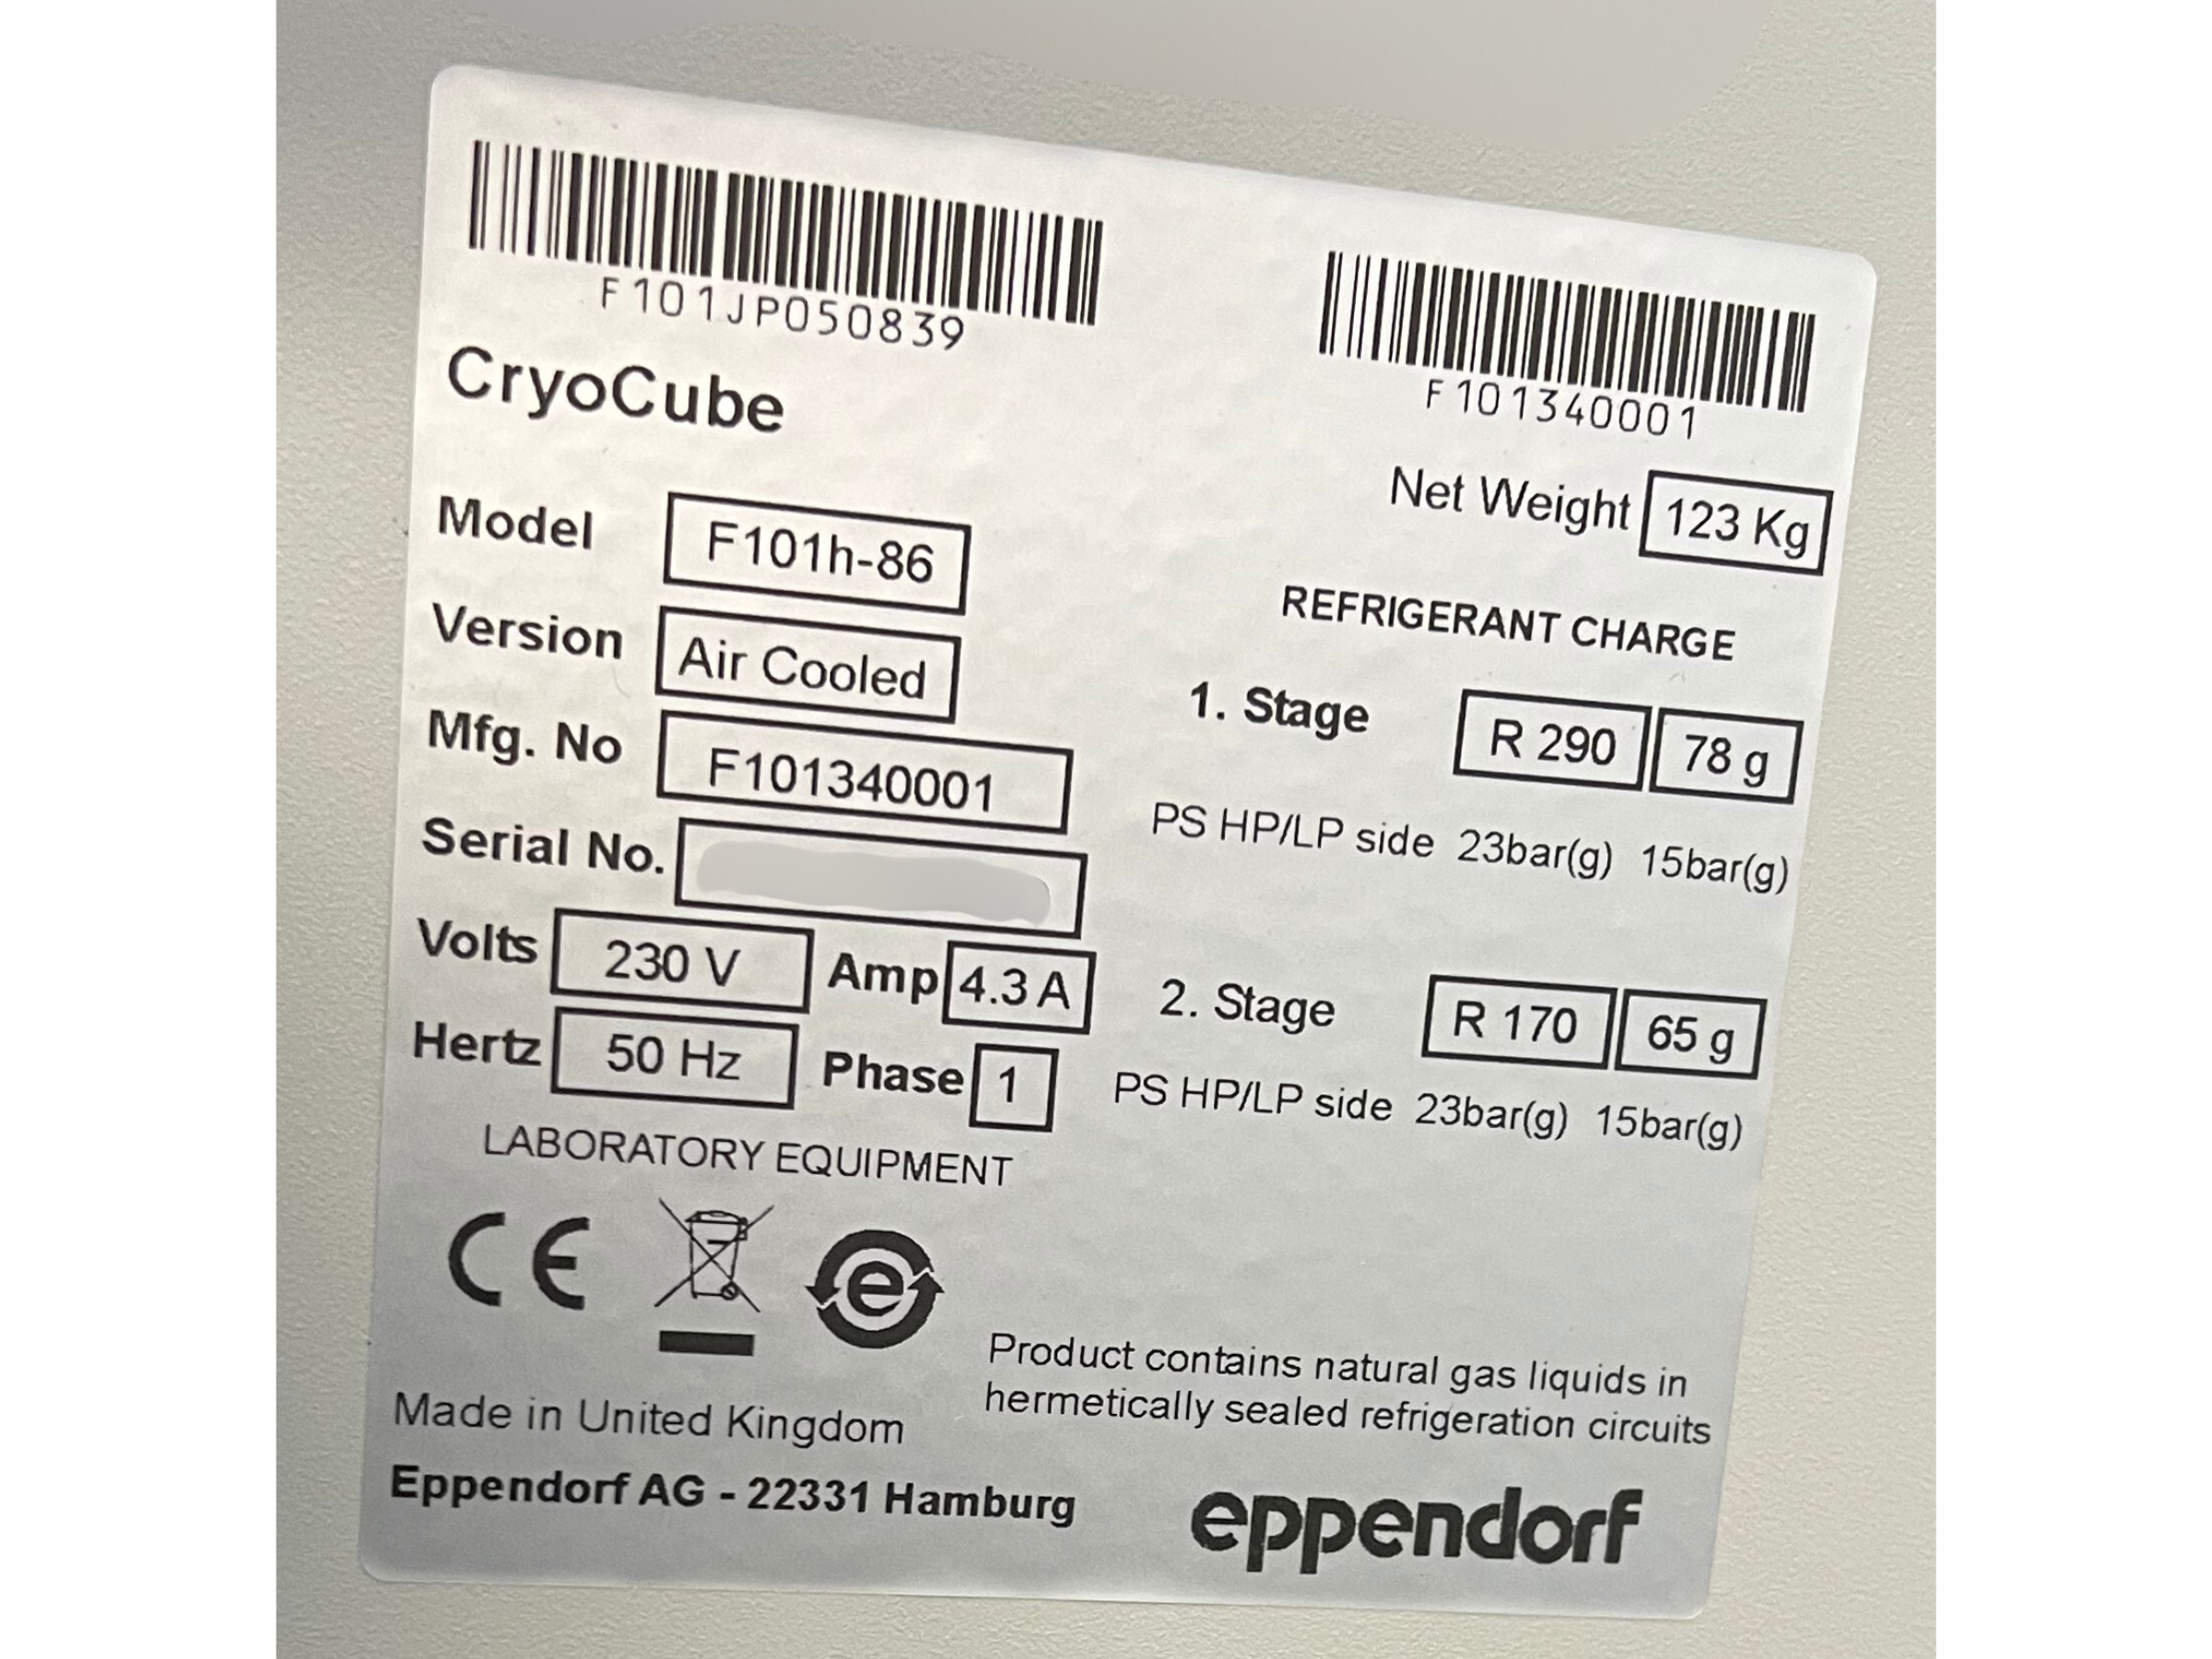 F101JP050839
F101340001
CryoCube
Net Weight 123 Kg
Model F101h-86
Version Air Cooled
Mfg. No F101340001
Serial No.
Volts 230 V Amp 4.3 A
Hertz 50 Hz Phase 1
LABORATORY EQUIPMENT
REFRIGERANT CHARGE
1. Stage R 290 78 g
PS HP/LP side 23bar(g) 15bar(g)
2. Stage R 170 65 g
PS HP/LP side 23bar(g) 15bar(g)
CE
e
Product contains natural gas liquids in
hermetically sealed refrigeration circuits
Made in United Kingdom
Eppendorf AG - 22331 Hamburg
eppendorf